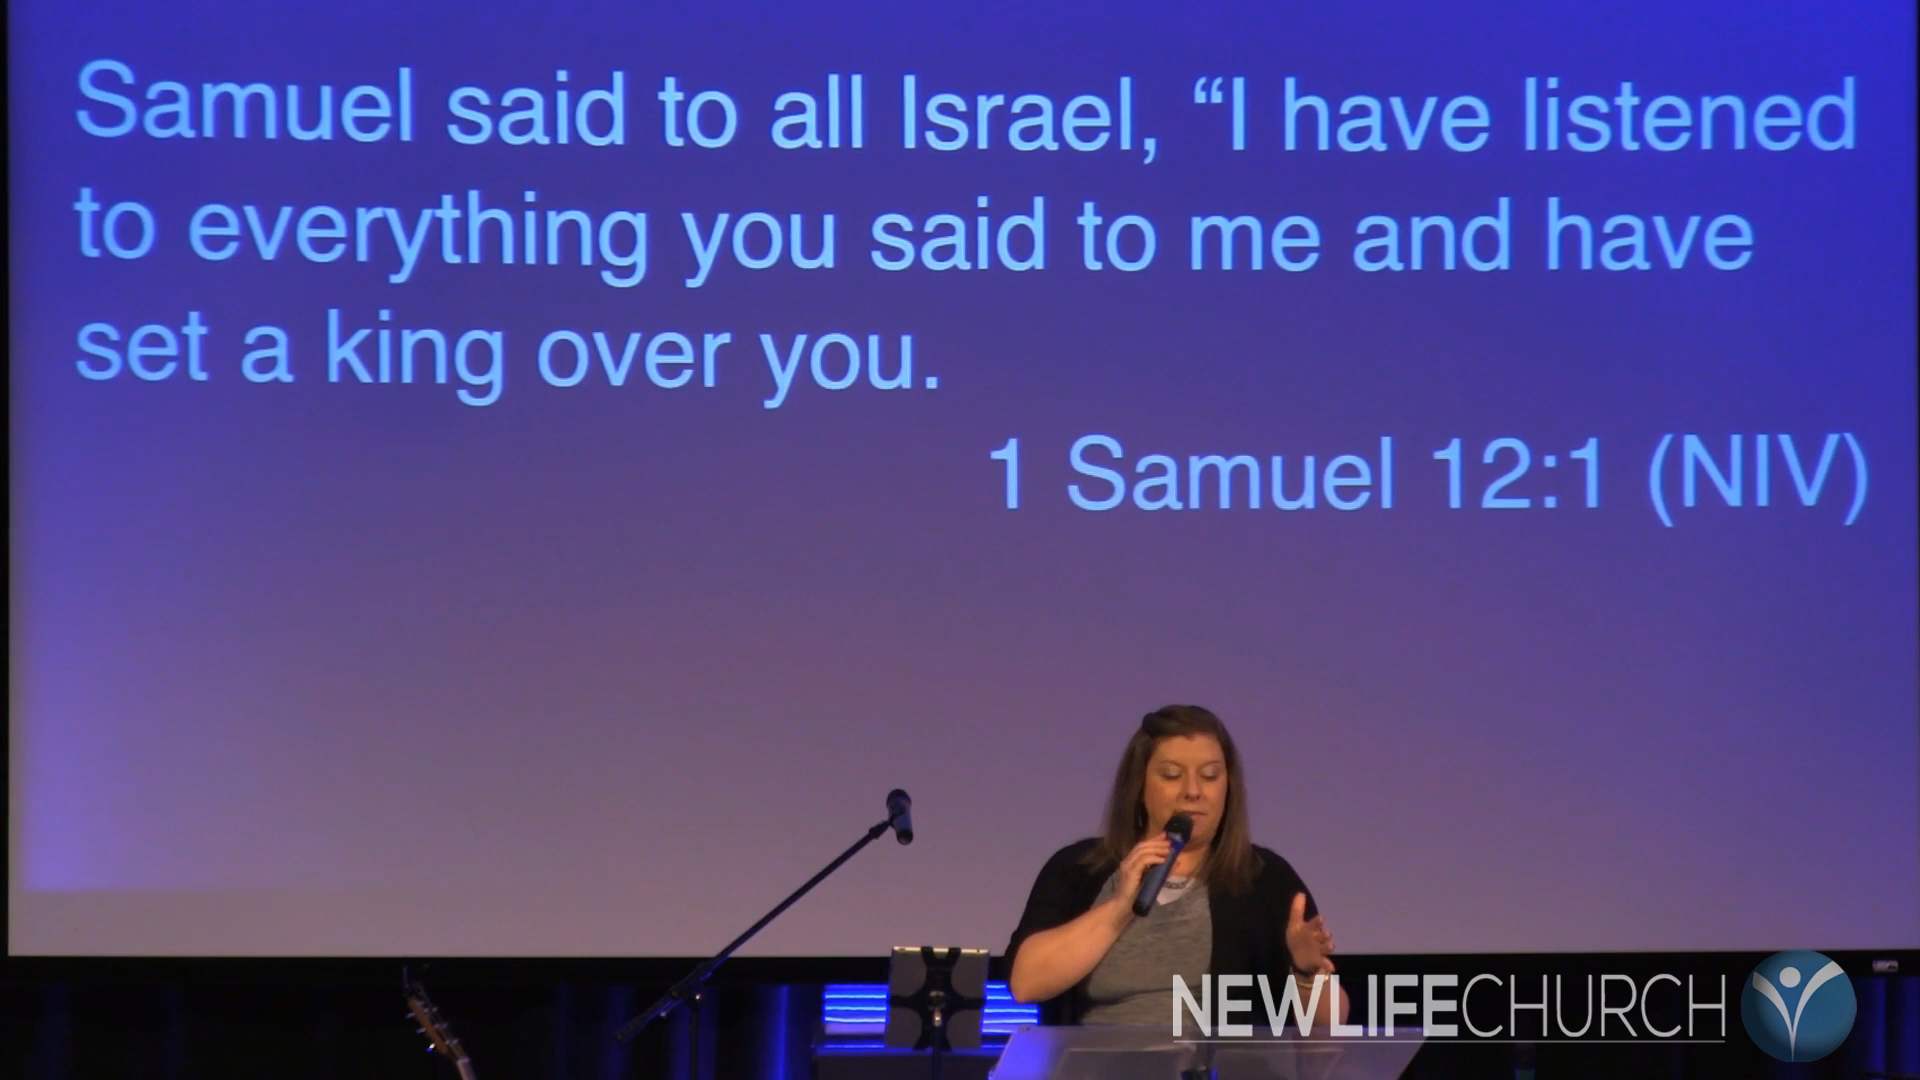 Samuel said to all Israel, “I have listened
to everything you said to me and have
set a king over you.
1 Samuel 12:1 (NIV)
NEWLIFECHURCH